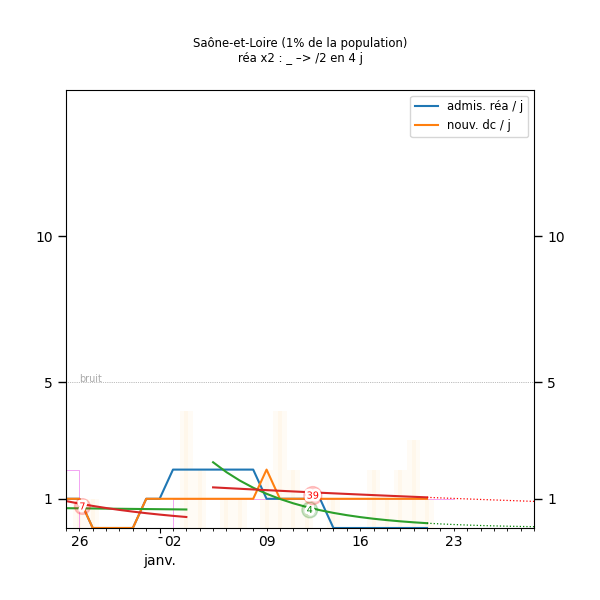 Saône-et-Loire (1% de la population)
réa x2 : _ –> /2 en 4 j
admis. réa / j
nouv. dc / j
10
10
bruit
5
5
7
39
4
1
1
26
02
09
16
23
janv.